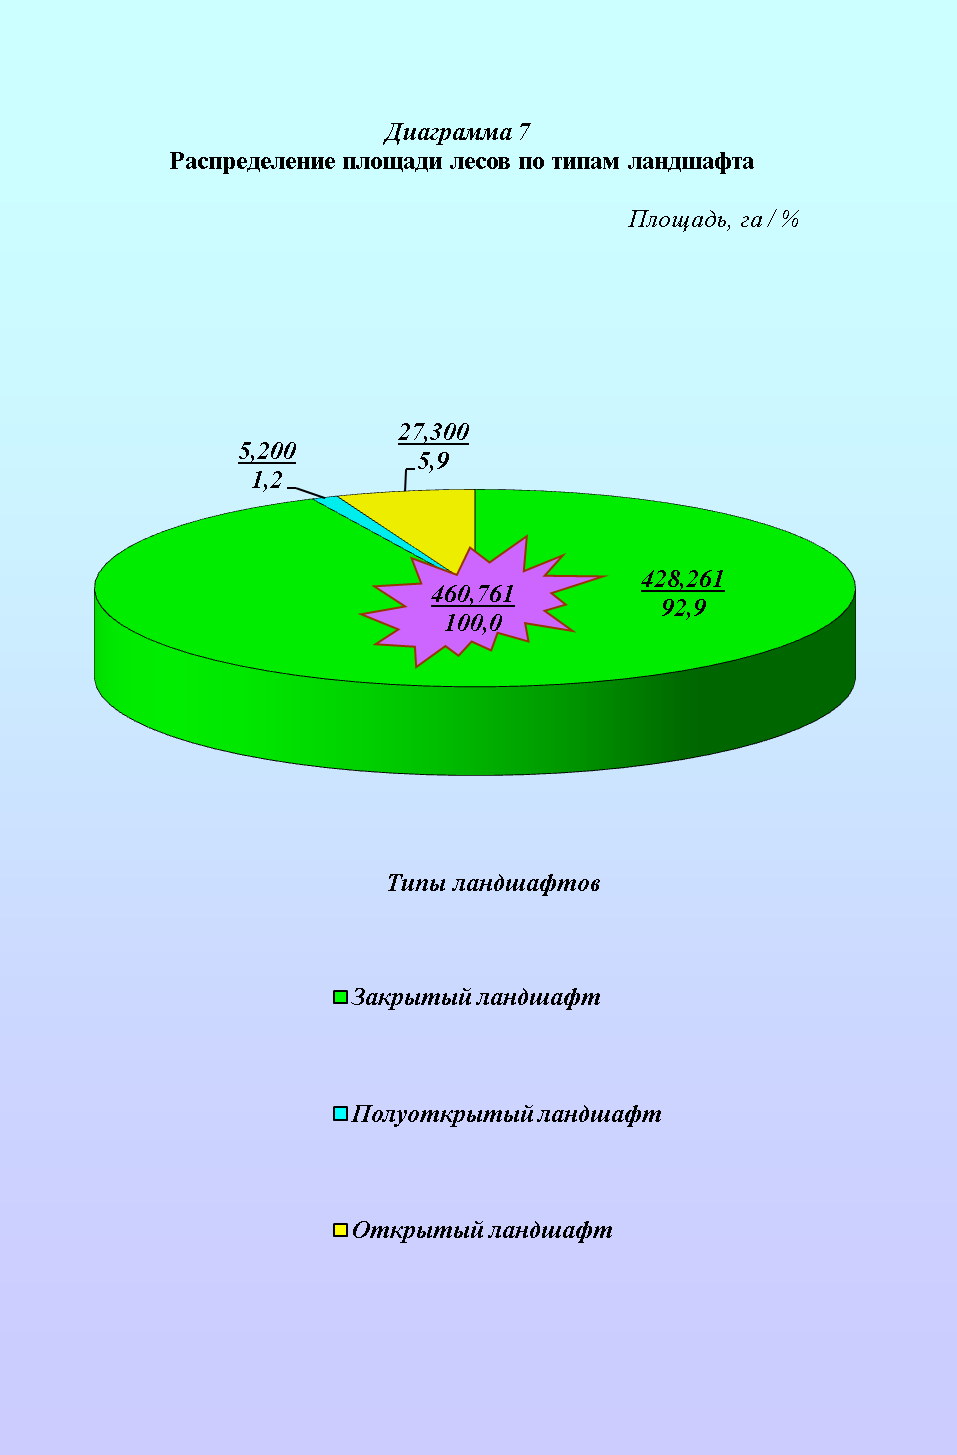 Диаграмма 7
Распределение площади лесов по типам ландшафта
Площадь, га / %
27,300
5,9
5,200
1,2
428,261
92,9
460,761
100,0
Типы ландшафтов
Закрытый ландшафт
Полуоткрытый ландшафт
Открытый ландшафт